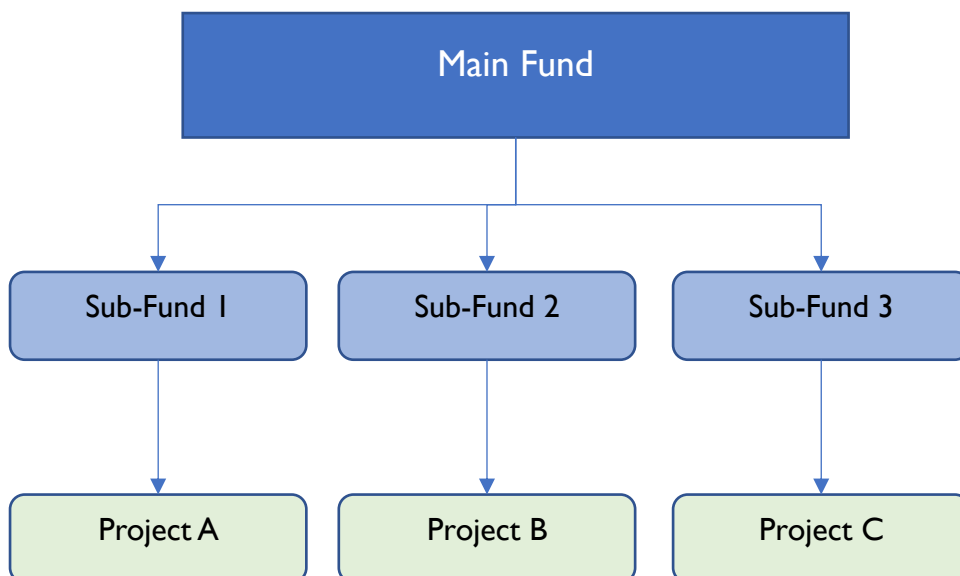 Main Fund
Sub-Fund 1
Sub-Fund 2
Sub-Fund 3
Project A
Project B
Project C